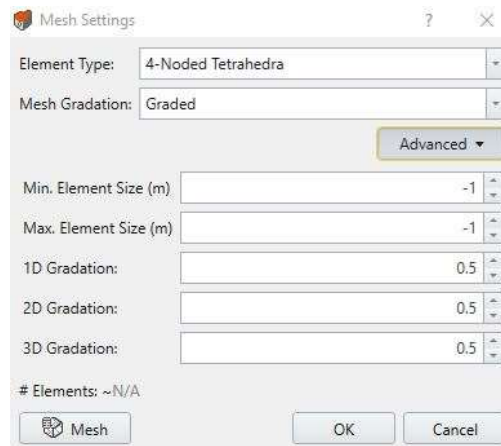 Mesh Settings ?
Element Type: 4-Noded Tetrahedra
Mesh Gradation: Graded
Advanced
Min. Element Size (m) -1
Max. Element Size (m) -1
1D Gradation: 0.5
2D Gradation: 0.5
3D Gradation: 0.5
# Elements: ~N/A
Mesh OK Cancel